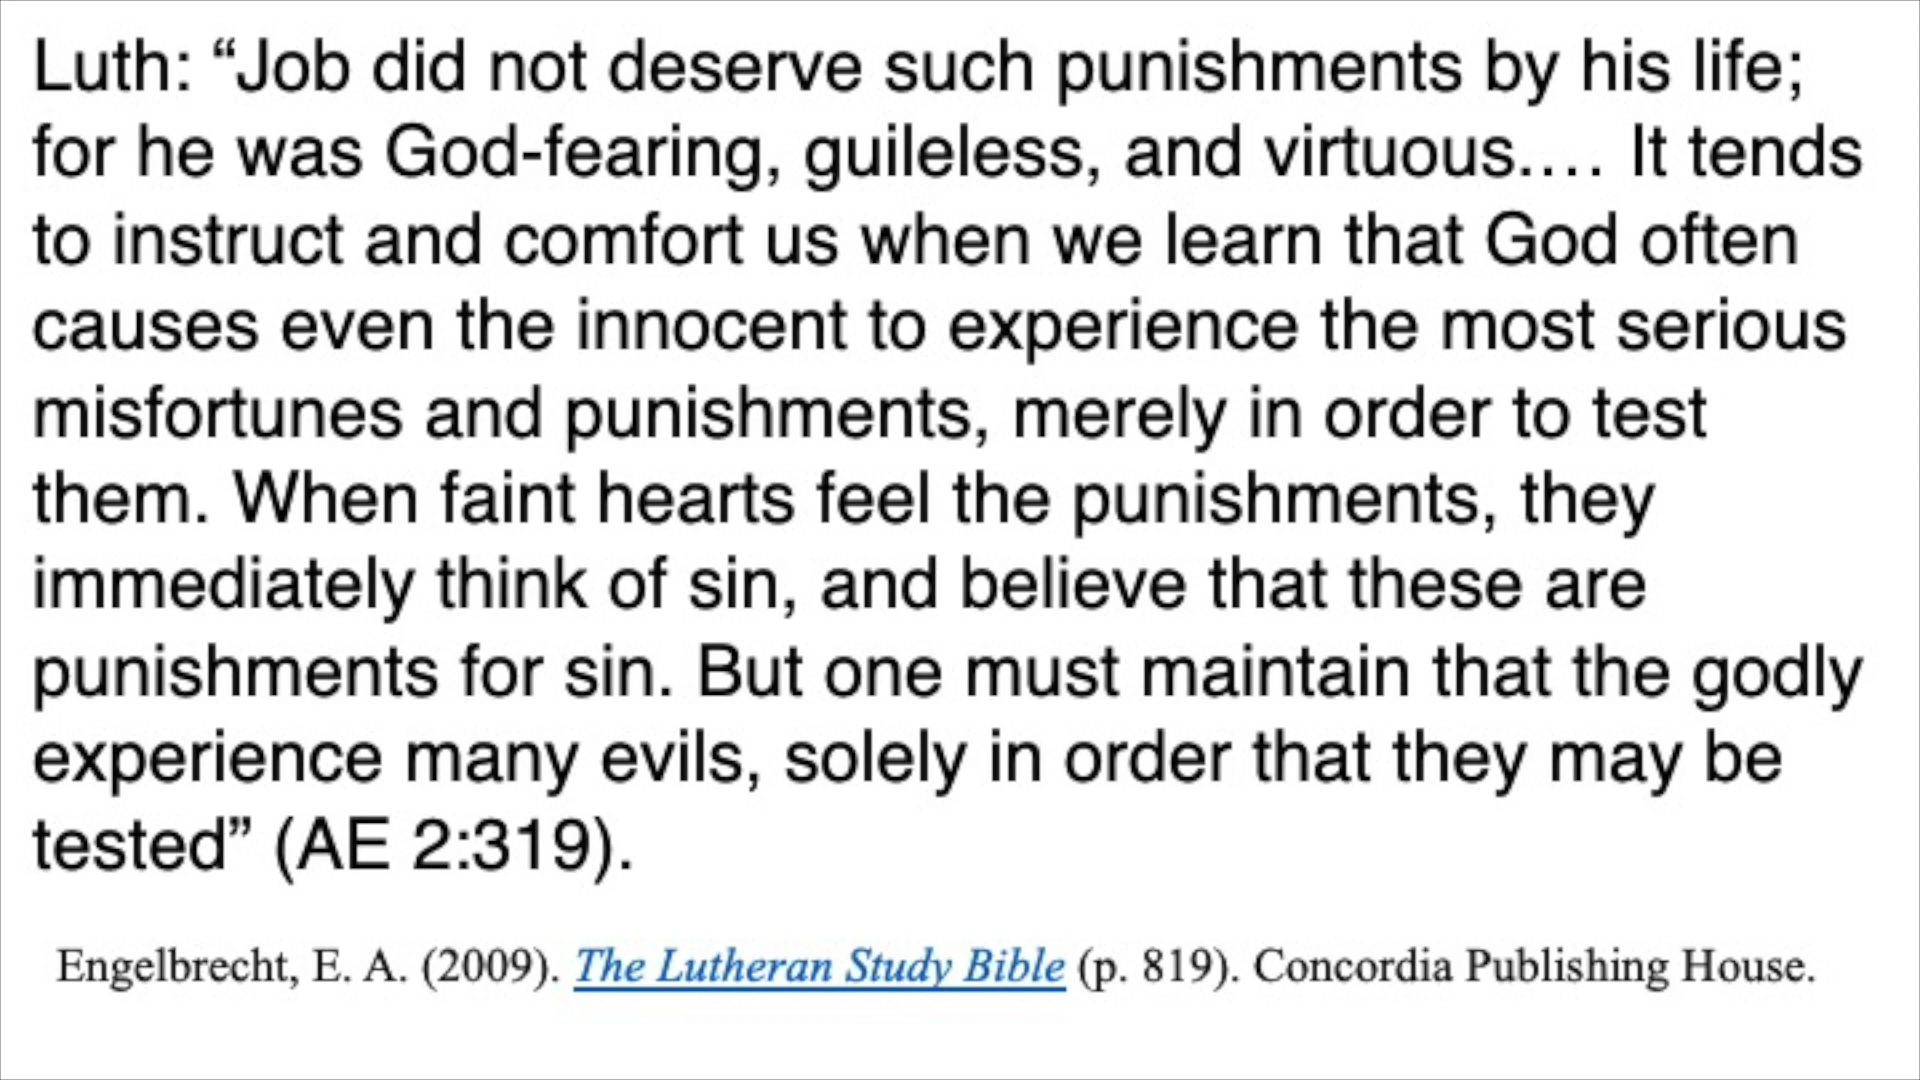 Luth: “Job did not deserve such punishments by his life;
for he was God-fearing, guileless, and virtuous.… It tends
to instruct and comfort us when we learn that God often
causes even the innocent to experience the most serious
misfortunes and punishments, merely in order to test
them. When faint hearts feel the punishments, they
immediately think of sin, and believe that these are
punishments for sin. But one must maintain that the godly
experience many evils, solely in order that they may be
tested” (AE 2:319).
Engelbrecht, E. A. (2009). The Lutheran Study Bible (p. 819). Concordia Publishing House.